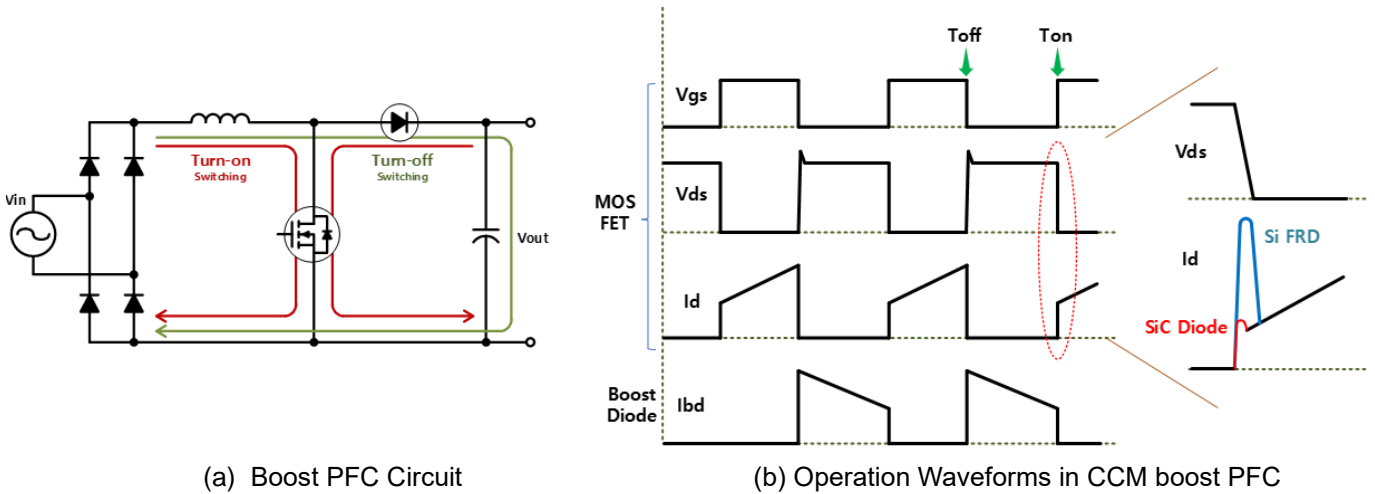 Vin
Turn-on
Switching
Turn-off
Switching
Vout
(a) Boost PFC Circuit
Toff
Ton
Vgs
Vds
MOS
FET
Id
Boost
Diode
Ibd
Vds
Si FRD
Id
SiC Diode
(b) Operation Waveforms in CCM boost PFC